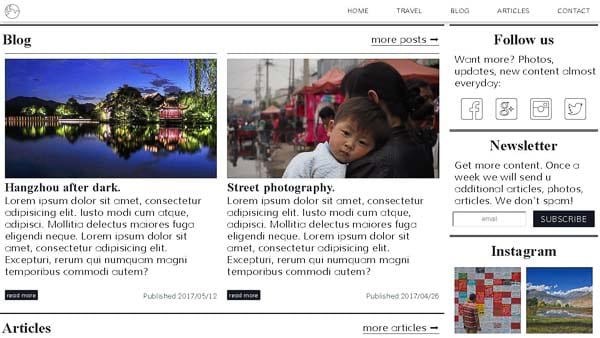 HOME TRAVEL BLOG ARTICLES CONTACT
Blog
more posts ➞
Hangzhou after dark.
Lorem ipsum dolor sit amet, consectetur
adipisicing elit. Iusto modi cum atque,
adipisci. Mollitia delectus maiores fuga
eligendi neque. Lorem ipsum dolor sit
amet, consectetur adipisicing elit.
Excepturi, rerum qui numquam magni
temporibus commodi autem?
read more
Published 2017/05/12
Street photography.
Lorem ipsum dolor sit amet, consectetur
adipisicing elit. Iusto modi cum atque,
adipisci. Mollitia delectus maiores fuga
eligendi neque. Lorem ipsum dolor sit
amet, consectetur adipisicing elit.
Excepturi, rerum qui numquam magni
temporibus commodi autem?
read more
Published 2017/04/26
Articles
more articles ➞
Follow us
Want more? Photos,
updates, new content almost
everyday:
Newsletter
Get more content. Once a
week we will send u
additional articles, photos,
articles. We don't spam!
email
SUBSCRIBE
Instagram